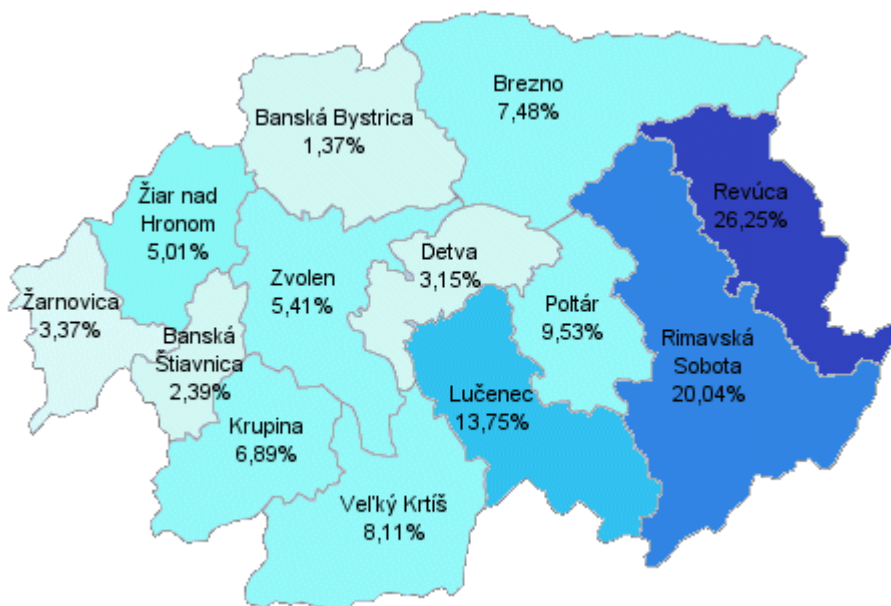 Brezno
7,48%
Banská Bystrica
1,37%
Žiar nad
Hronom
5,01%
Revúca
26,25%
Detva
3,15%
Zvolen
5,41%
Žarnovica
3,37%
Banská
Štiavnica
2,39%
Poltár
9,53%
Rimavská
Sobota
20,04%
Lučenec
13,75%
Krupina
6,89%
Veľký Krtíš
8,11%